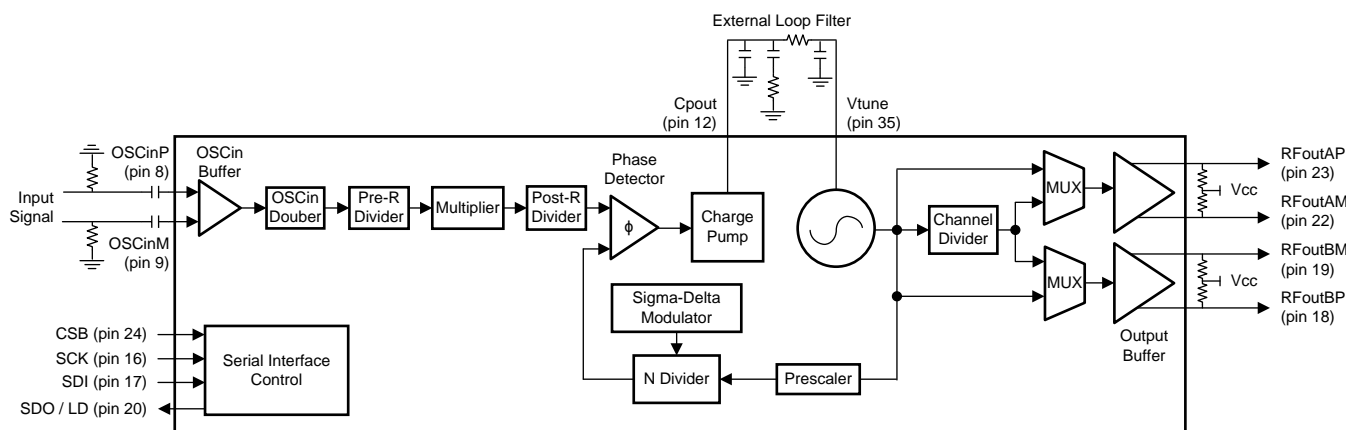 External Loop Filter
Cpout
(pin 12)
Vtune
(pin 35)
OSCinP
(pin 8)
OSCin
Buffer
Input
Signal
OSCinM
(pin 9)
OSCin
Douber
Pre-R
Divider
Multiplier
Post-R
Divider
Phase
Detector
ϕ
Charge
Pump
Channel
Divider
MUX
MUX
RFoutAP
(pin 23)
Vcc
RFoutAM
(pin 22)
RFoutBM
(pin 19)
Vcc
RFoutBP
(pin 18)
Output
Buffer
Sigma-Delta
Modulator
N Divider
Prescaler
CSB (pin 24)
SCK (pin 16)
SDI (pin 17)
SDO / LD (pin 20)
Serial Interface
Control